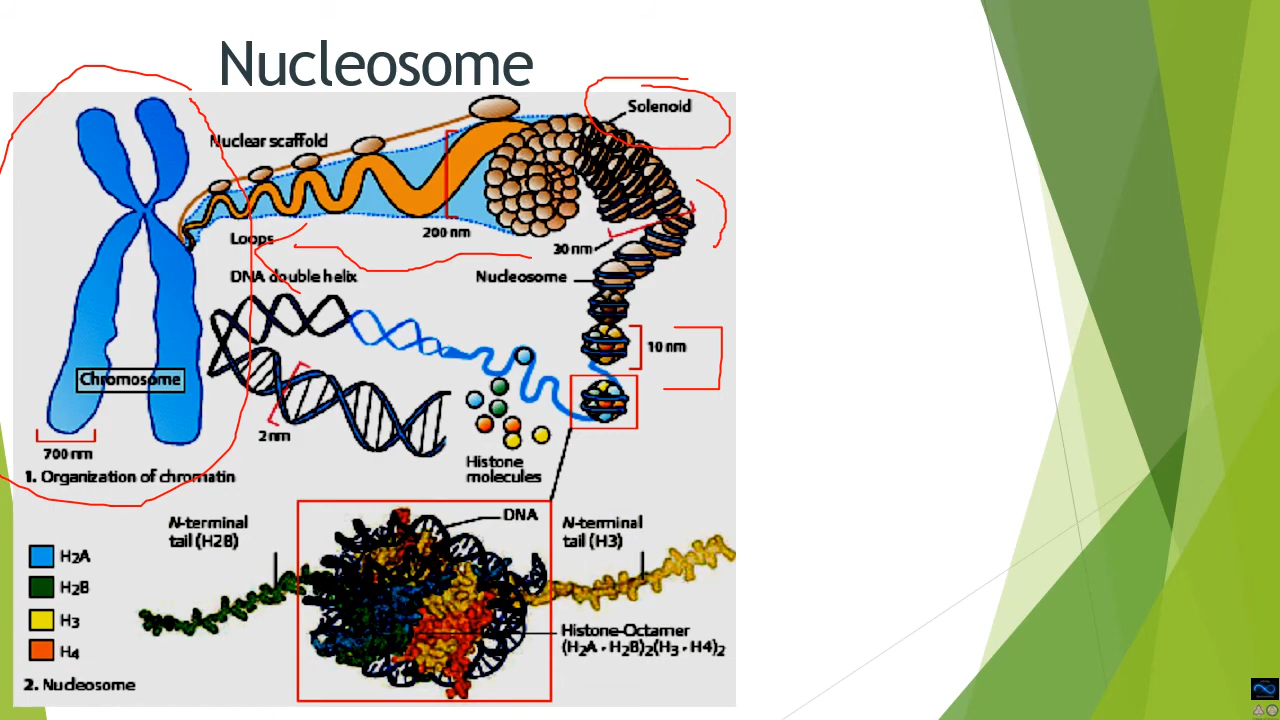 Nucleosome
Solenoid
Nuclear scaffold
200 nm
Loops
30 nm
DNA double helix
Nucleosome
10 nm
Chromosome
2 nm
700 nm
Histone
molecules
1. Organization of chromatin
DNA
N-terminal
tail (H2B)
N-terminal
tail (H3)
H2A
H2B
H3
H4
Histone-Octamer
(H2A · H2B)2(H3 · H4)2
2. Nucleosome